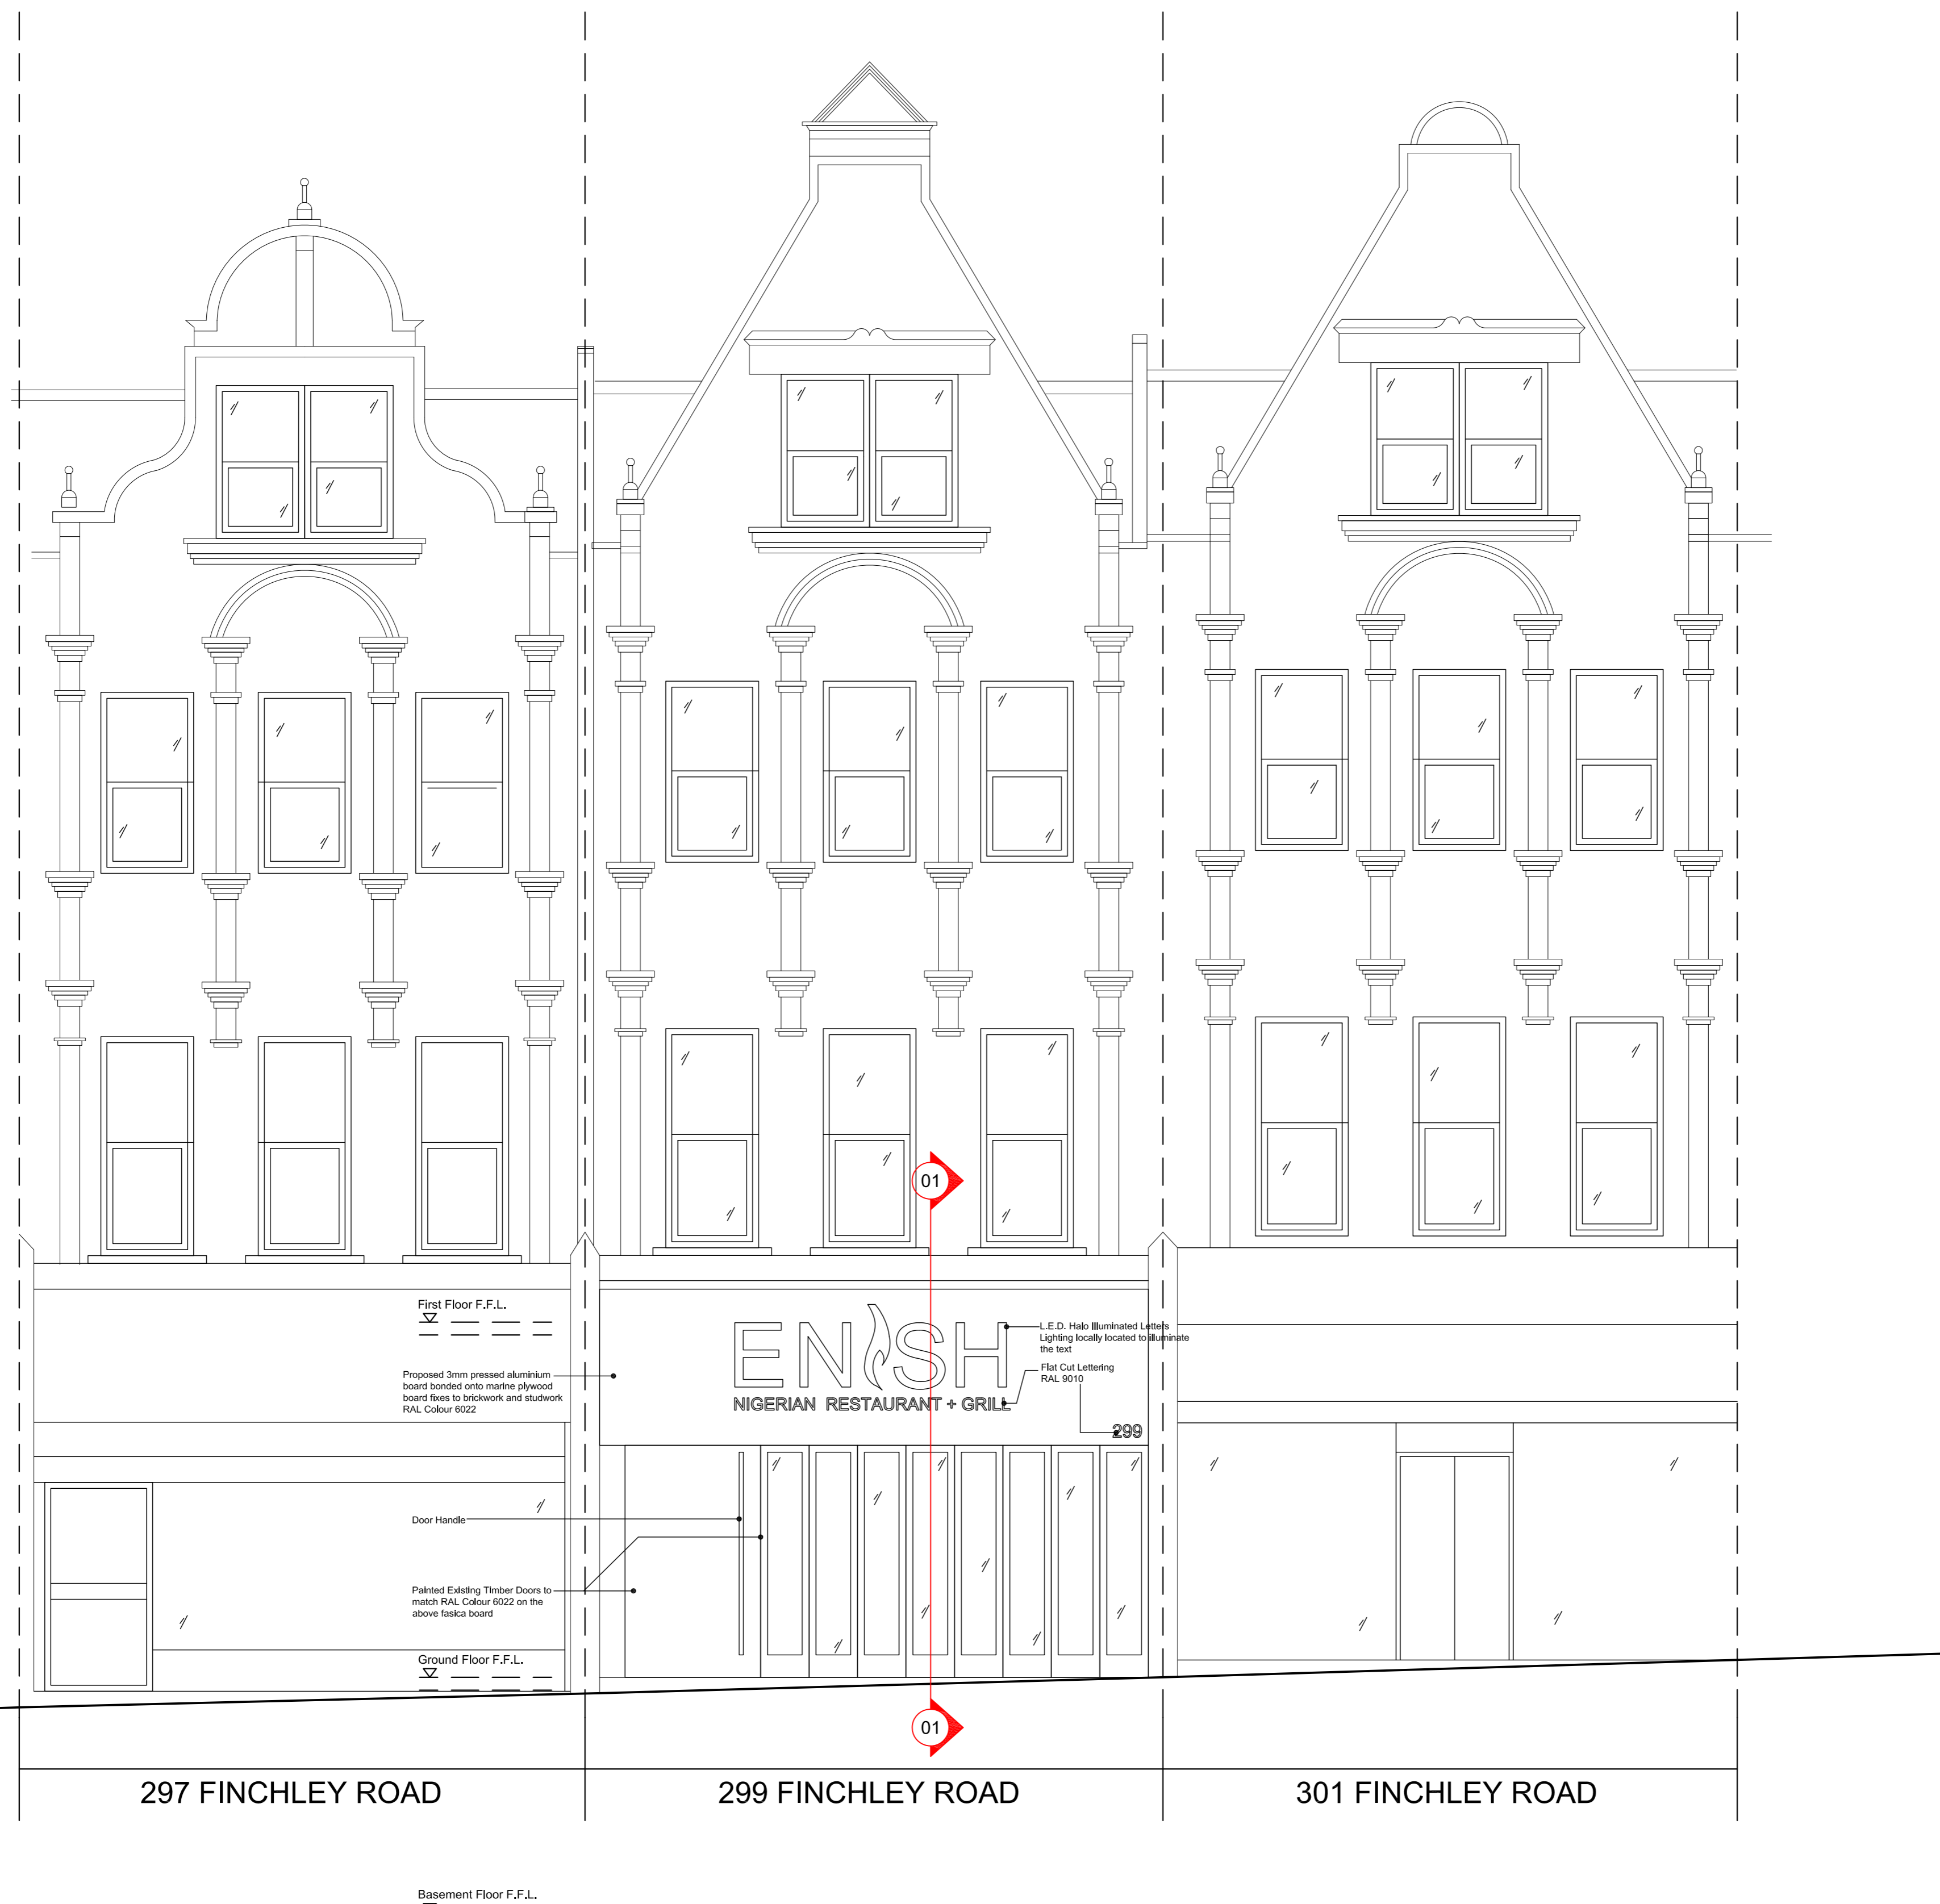 01
First Floor F.F.L.
ENISH
NIGERIAN RESTAURANT + GRILL
299
L.E.D. Halo Illuminated Letters
Lighting locally located to illuminate
the text
Flat Cut Lettering
RAL 9010
Proposed 3mm pressed aluminium
board bonded onto marine plywood
board fixes to brickwork and studwork
RAL Colour 6022
Door Handle
Painted Existing Timber Doors to
match RAL Colour 6022 on the
above fasica board
Ground Floor F.F.L.
01
297 FINCHLEY ROAD
299 FINCHLEY ROAD
301 FINCHLEY ROAD
Basement Floor F.F.L.